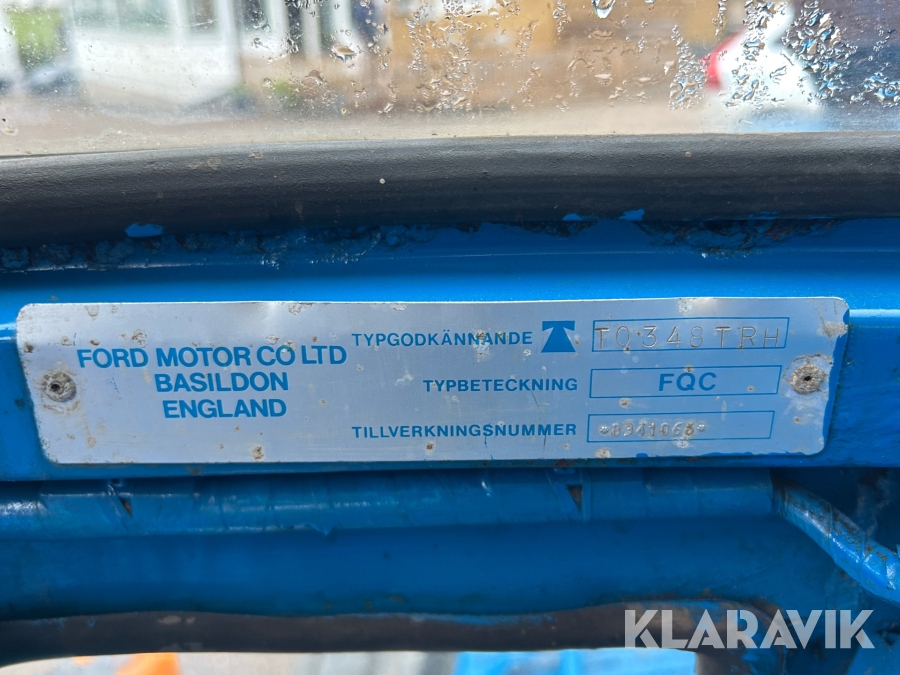 FORD MOTOR CO LTD
BASILDON
ENGLAND
TYPGODKÄNNANDE T0348TRH
TYPBETECKNING FQC
TILLVERKNINGSNUMMER
KLARAVIK